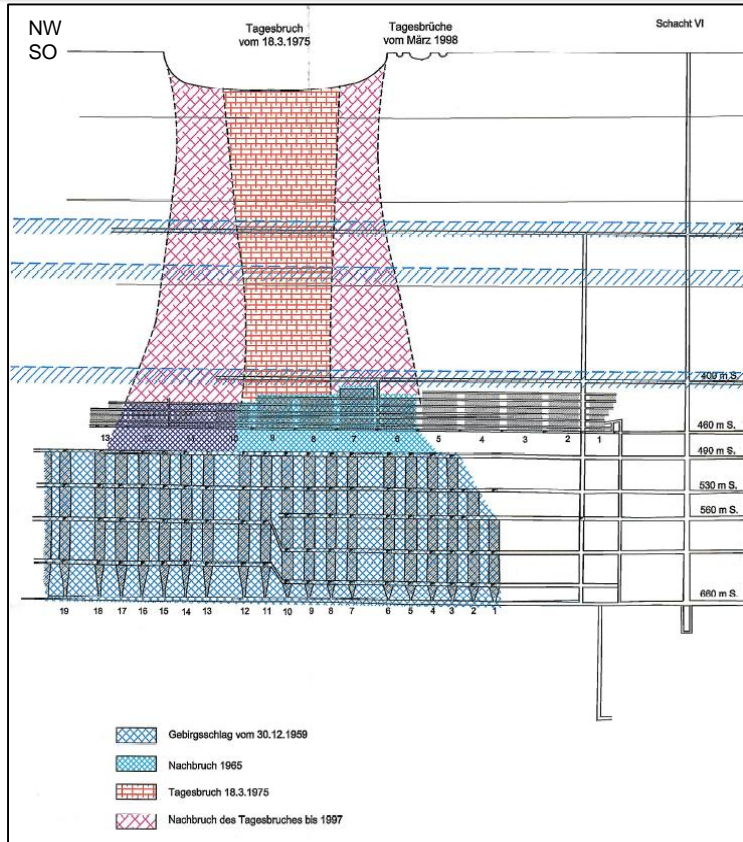 NW
SO
Tagesbruch
vom 18.3.1975
Tagesbrüche
vom März 1998
Schacht VI
400 m S.
460 m S.
13 12 11 10 9 8 7 6 5 4 3 2 1
490 m S.
530 m S.
560 m S.
660 m S.
19 18 17 16 15 14 13 12 11 10 9 8 7 6 5 4 3 2 1
Gebirgsschlag vom 30.12.1959
Nachbruch 1965
Tagesbruch 18.3.1975
Nachbruch des Tagesbruches bis 1997